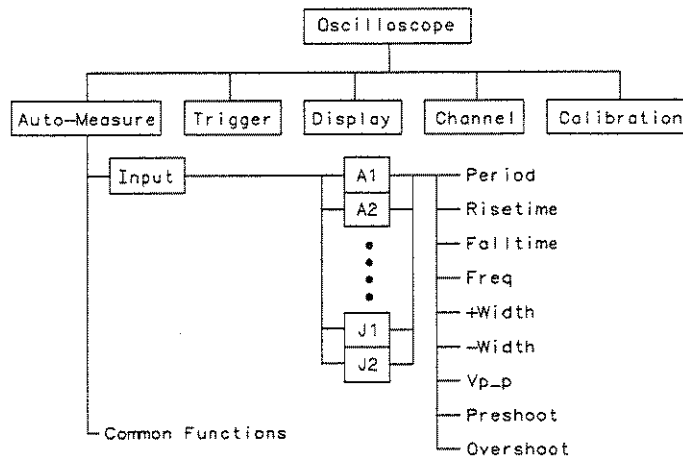 Oscilloscope
Auto-Measure
Trigger
Display
Channel
Calibration
Input
A1
A2
J1
J2
Period
Risetime
Falltime
Freq
+Width
-Width
Vp_p
Preshoot
Overshoot
Common Functions